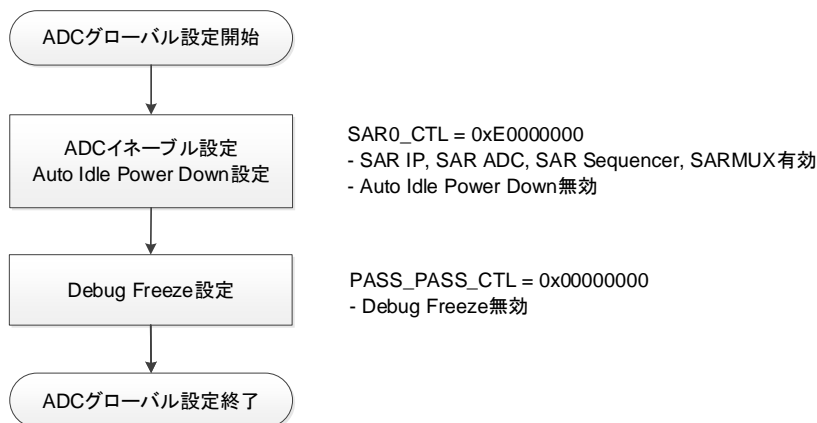 ADCグローバル設定開始
ADCイネーブル設定
Auto Idle Power Down設定
SAR0_CTL = 0xE0000000
- SAR IP, SAR ADC, SAR Sequencer, SARMUX有効
- Auto Idle Power Down無効
Debug Freeze設定
PASS_PASS_CTL = 0x00000000
- Debug Freeze無効
ADCグローバル設定終了